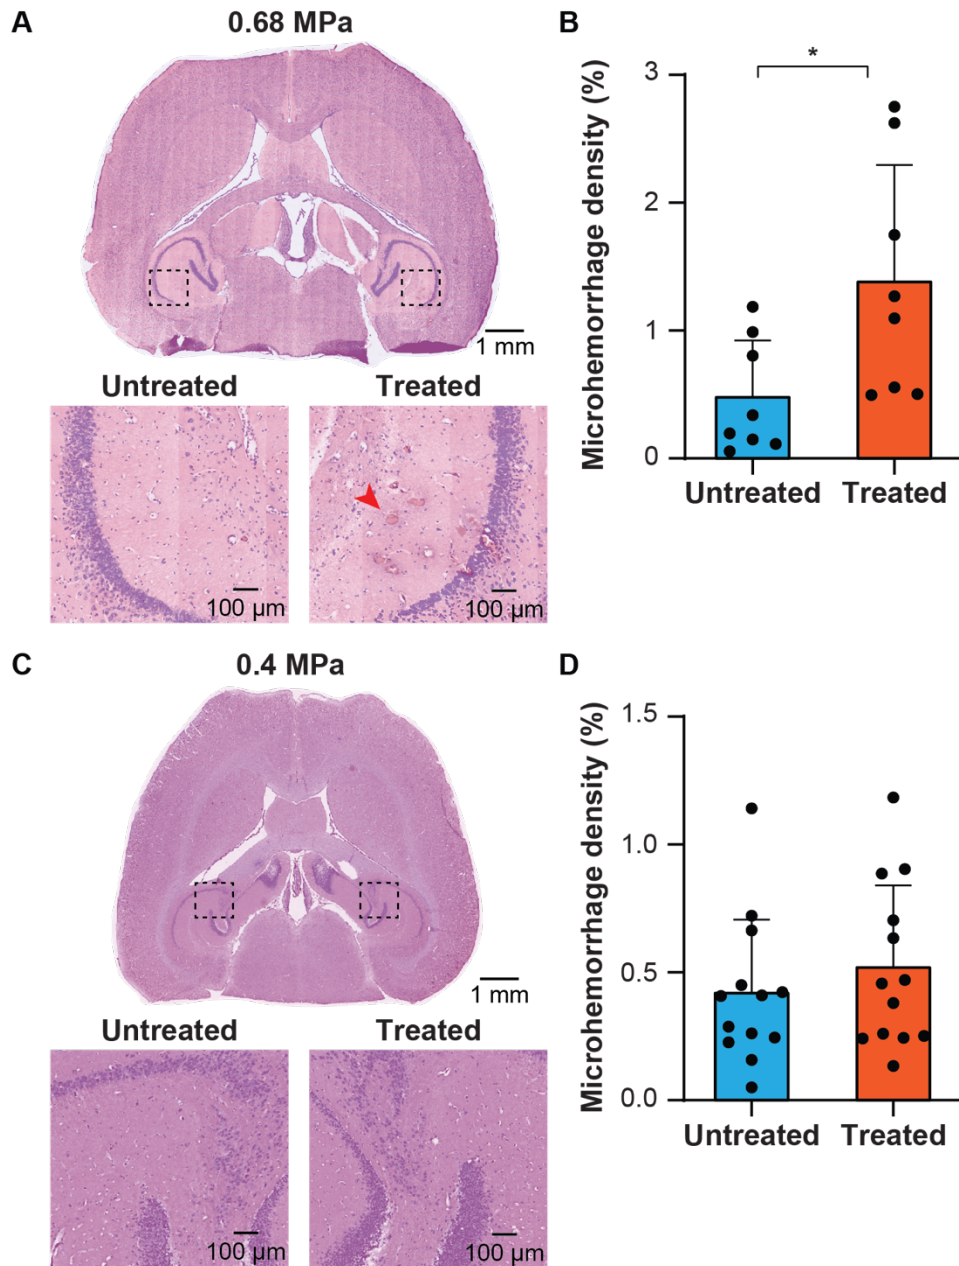 A
0.68 MPa
1 mm
Untreated
Treated
100 µm
100 µm
B
*
Microhemorrhage density (%)
3
2
1
0
Untreated
Treated
C
0.4 MPa
1 mm
Untreated
Treated
100 µm
100 µm
D
Microhemorrhage density (%)
1.5
1.0
0.5
0.0
Untreated
Treated